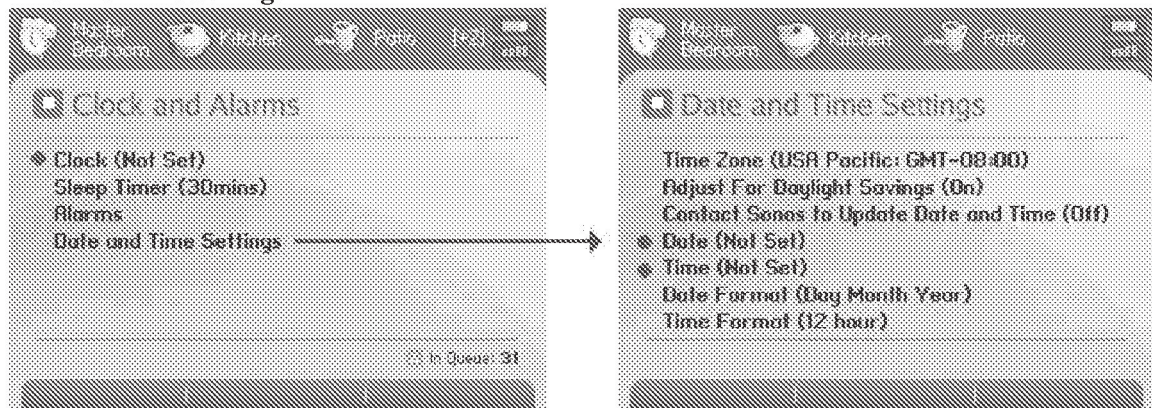 Master Bedroom Kitchen Patio [+3]
Clock and Alarms
Clock (Not Set)
Sleep Timer (30mins)
Alarms
Date and Time Settings
In Queue: 31
Master Bedroom Kitchen Patio
Date and Time Settings
Time Zone (USA Pacific: GMT-08:00)
Adjust For Daylight Savings (On)
Contact Sonos to Update Date and Time (Off)
Date (Not Set)
Time (Not Set)
Date Format (Day Month Year)
Time Format (12 hour)